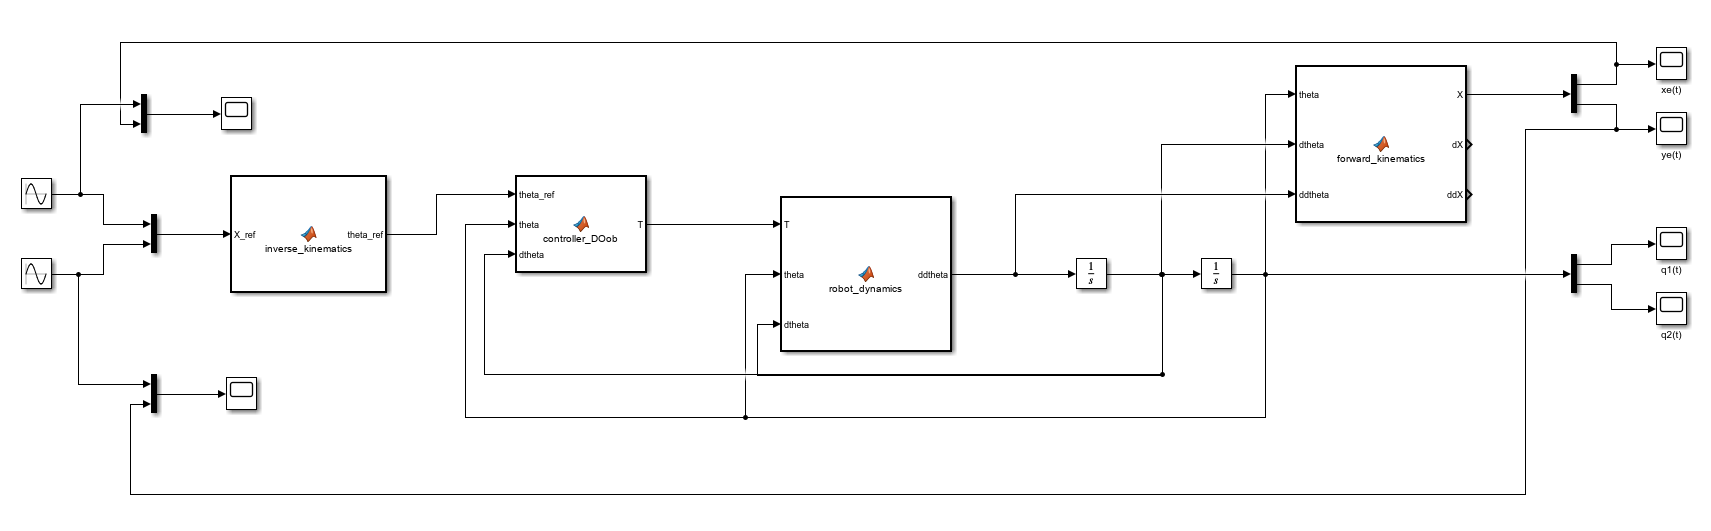 theta
X
xe(t)
dtheta
forward_kinematics
dX
ye(t)
ddtheta
ddX
X_ref
inverse_kinematics
theta_ref
theta_ref
theta
controller_DOob
T
dtheta
T
theta
robot_dynamics
ddtheta
dtheta
1
s
1
s
q1(t)
q2(t)